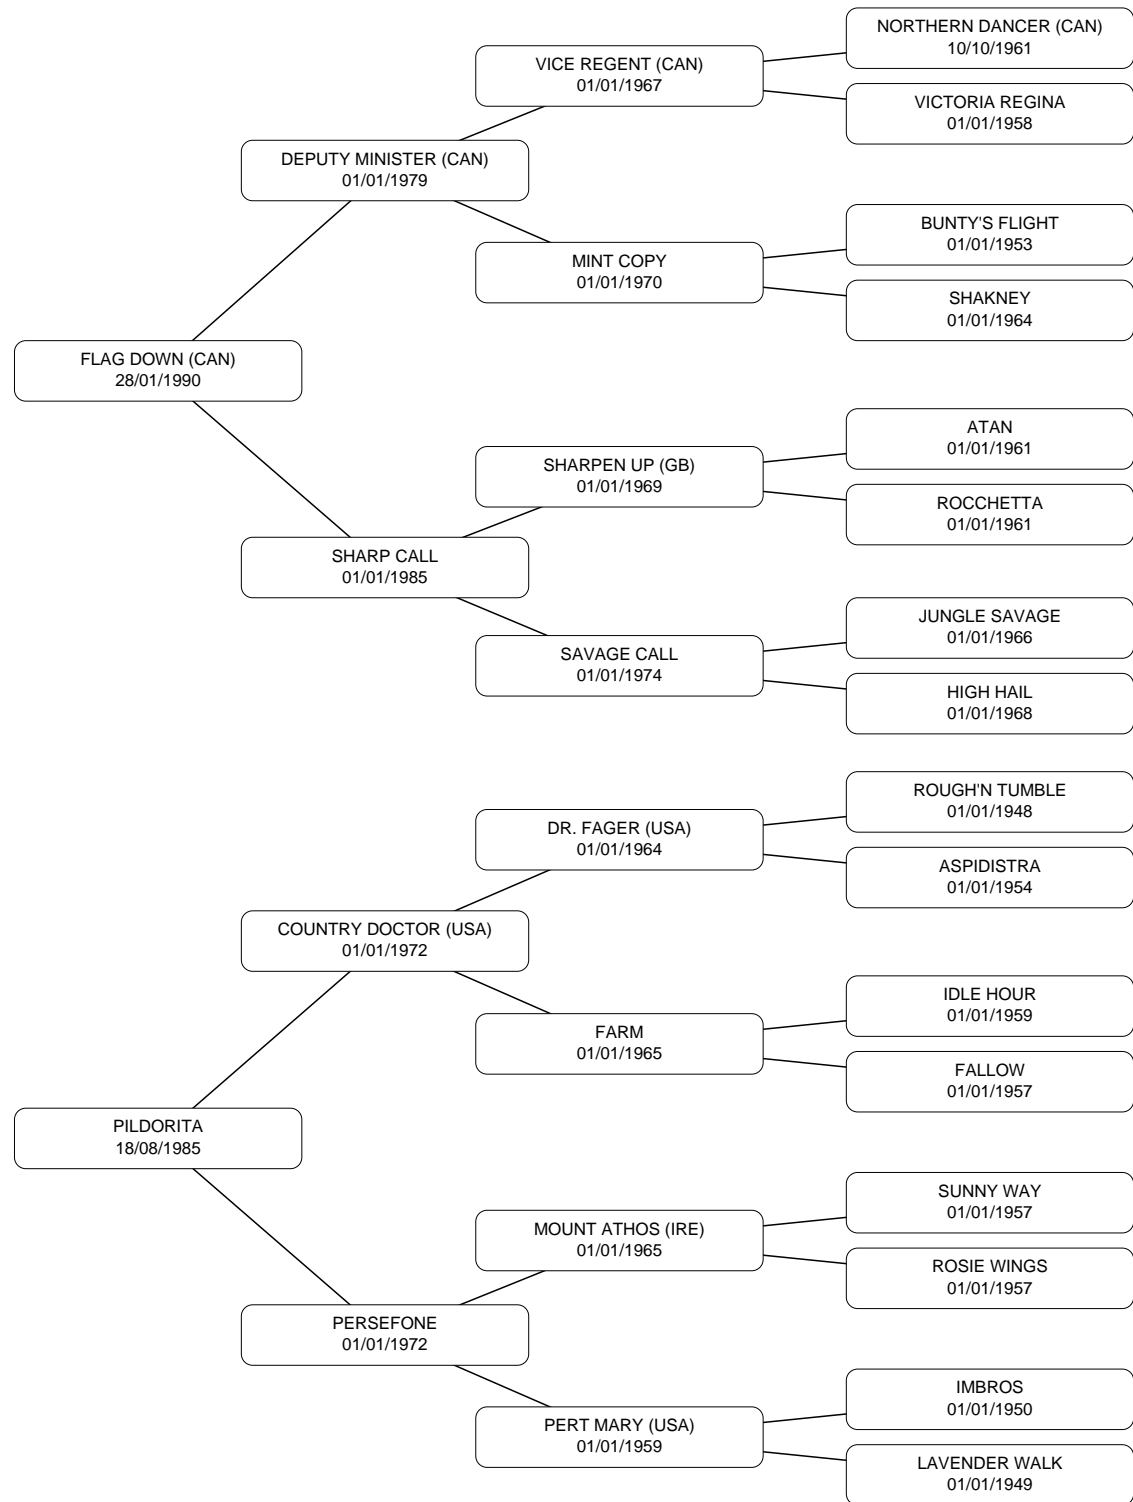 NORTHERN DANCER (CAN)
10/10/1961
VICE REGENT (CAN)
01/01/1967
VICTORIA REGINA
01/01/1958
DEPUTY MINISTER (CAN)
01/01/1979
BUNTY'S FLIGHT
01/01/1953
MINT COPY
01/01/1970
SHAKNEY
01/01/1964
FLAG DOWN (CAN)
28/01/1990
ATAN
01/01/1961
SHARPEN UP (GB)
01/01/1969
ROCCHETTA
01/01/1961
SHARP CALL
01/01/1985
JUNGLE SAVAGE
01/01/1966
SAVAGE CALL
01/01/1974
HIGH HAIL
01/01/1968
ROUGH'N TUMBLE
01/01/1948
DR. FAGER (USA)
01/01/1964
ASPIDISTRA
01/01/1954
COUNTRY DOCTOR (USA)
01/01/1972
IDLE HOUR
01/01/1959
FARM
01/01/1965
FALLOW
01/01/1957
PILDORITA
18/08/1985
SUNNY WAY
01/01/1957
MOUNT ATHOS (IRE)
01/01/1965
ROSIE WINGS
01/01/1957
PERSEFONE
01/01/1972
IMBROS
01/01/1950
PERT MARY (USA)
01/01/1959
LAVENDER WALK
01/01/1949